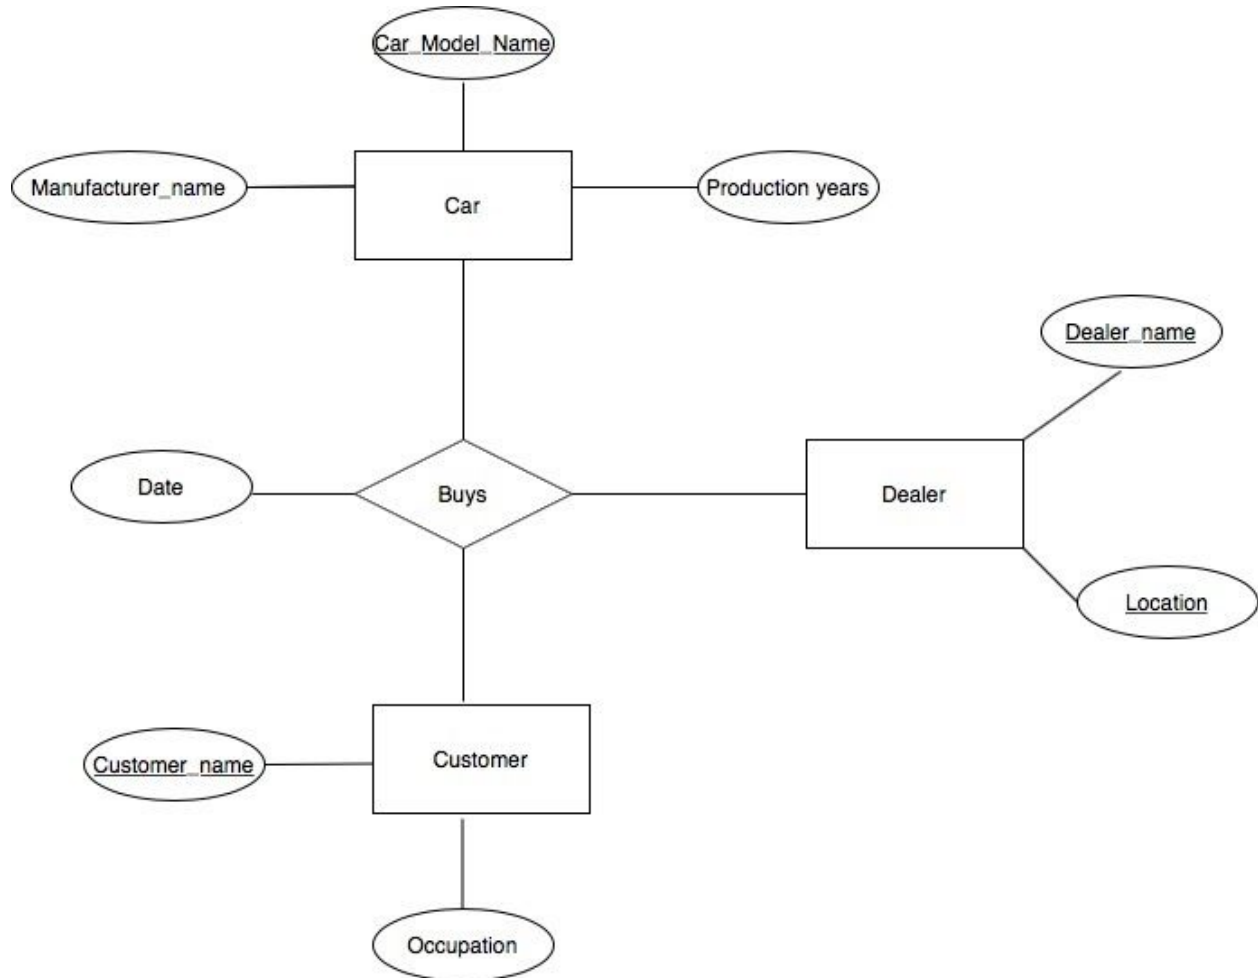 Car_Model_Name
Manufacturer_name
Production years
Car
Dealer_name
Date
Buys
Dealer
Location
Customer_name
Customer
Occupation